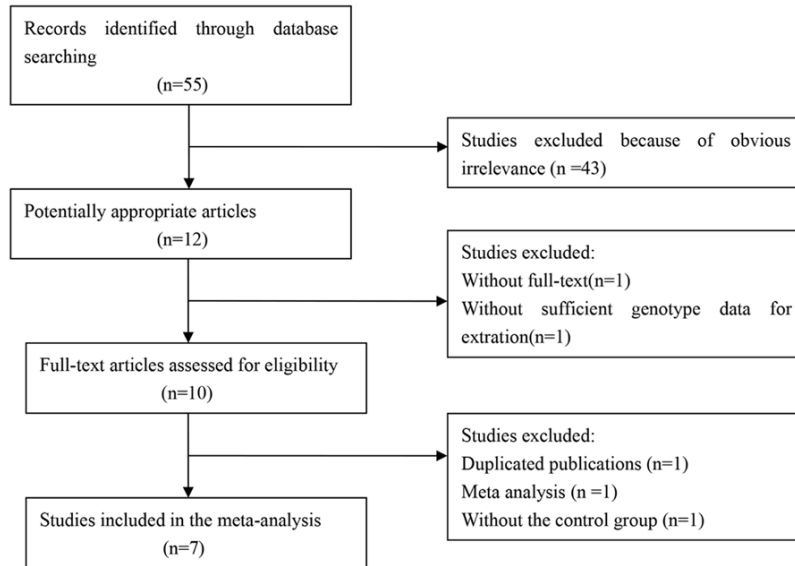 Records identified through database
searching
(n=55)
Studies excluded because of obvious
irrelevance (n =43)
Potentially appropriate articles
(n=12)
Studies excluded:
Without full-text(n=1)
Without sufficient genotype data for
extration(n=1)
Full-text articles assessed for eligibility
(n=10)
Studies excluded:
Duplicated publications (n=1)
Meta analysis (n =1)
Without the control group (n=1)
Studies included in the meta-analysis
(n=7)